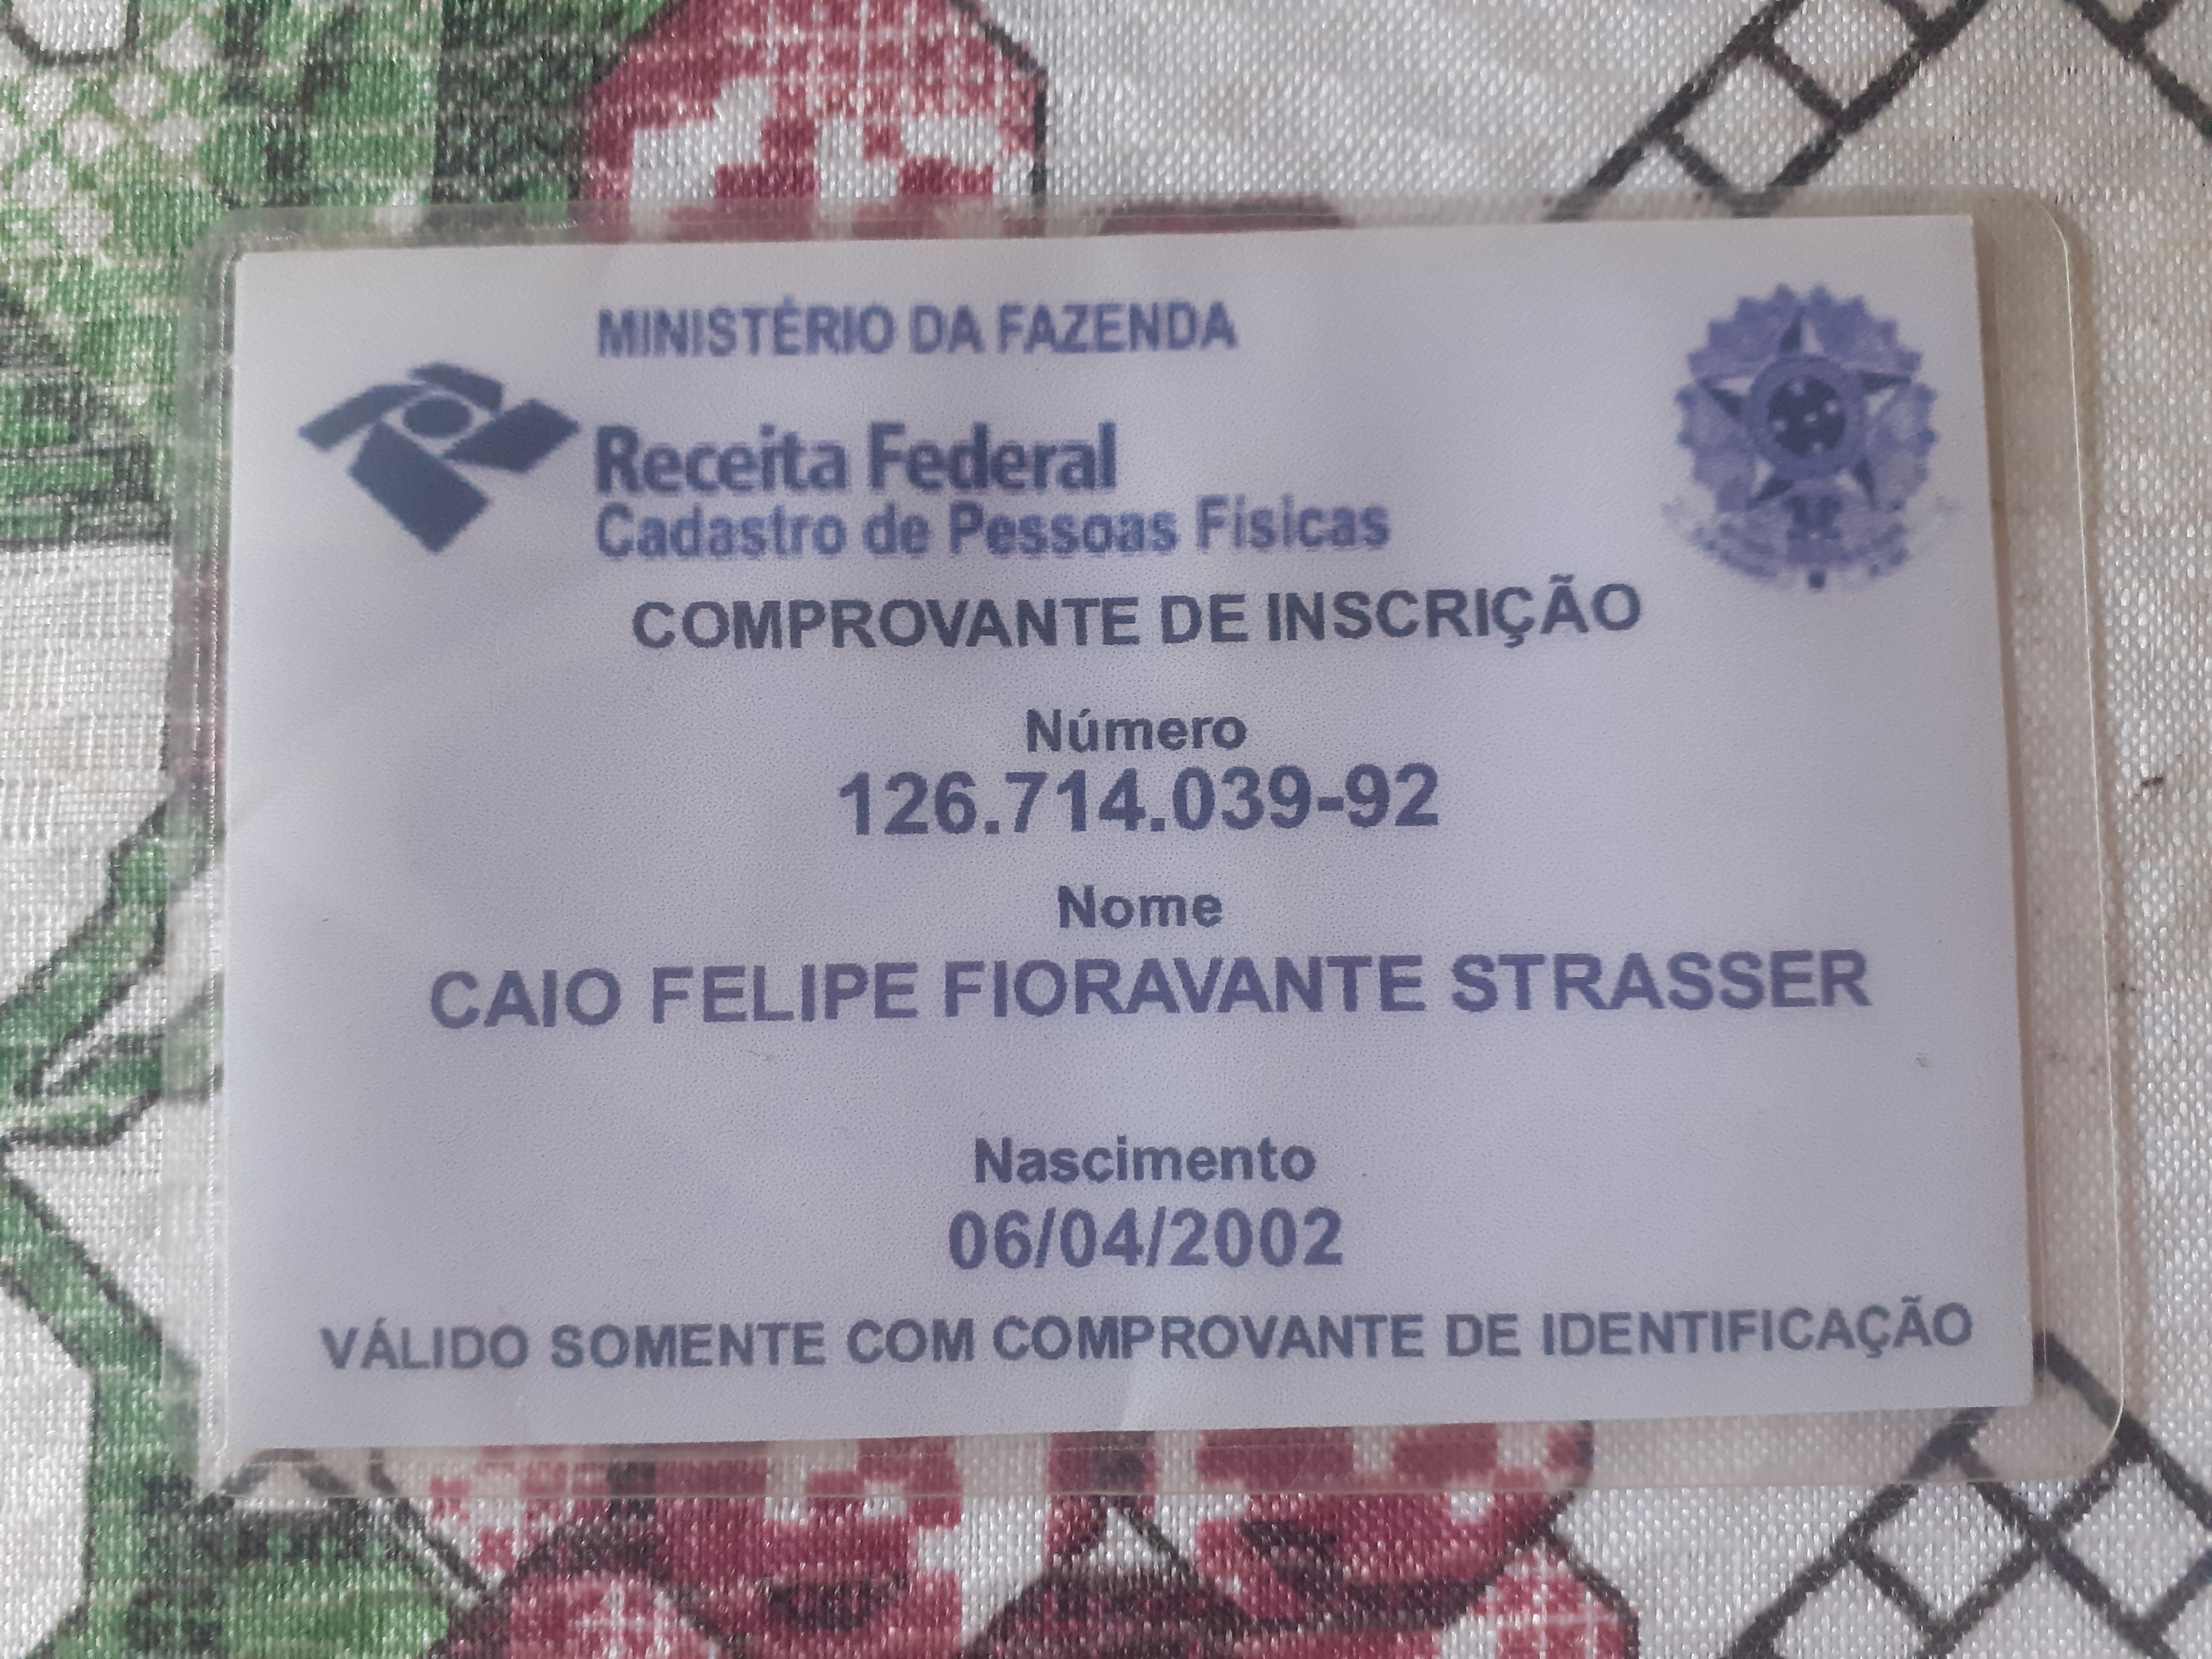 MINISTÉRIO DA FAZENDA
Receita Federal
Cadastro de Pessoas Físicas
COMPROVANTE DE INSCRIÇÃO
Número
126.714.039-92
Nome
CAIO FELIPE FIORAVANTE STRASSER
Nascimento
06/04/2002
VÁLIDO SOMENTE COM COMPROVANTE DE IDENTIFICAÇÃO